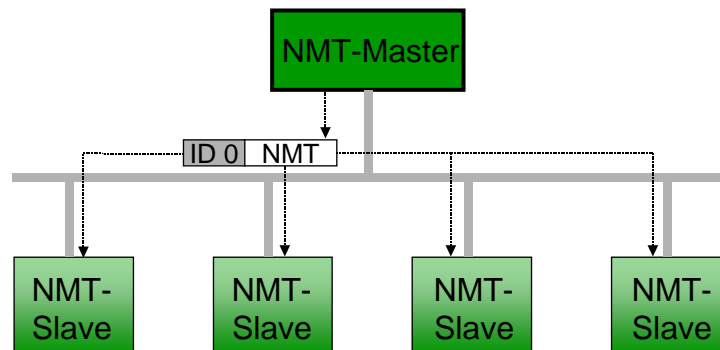 NMT-Master
ID 0 NMT
NMT-
Slave
NMT-
Slave
NMT-
Slave
NMT-
Slave